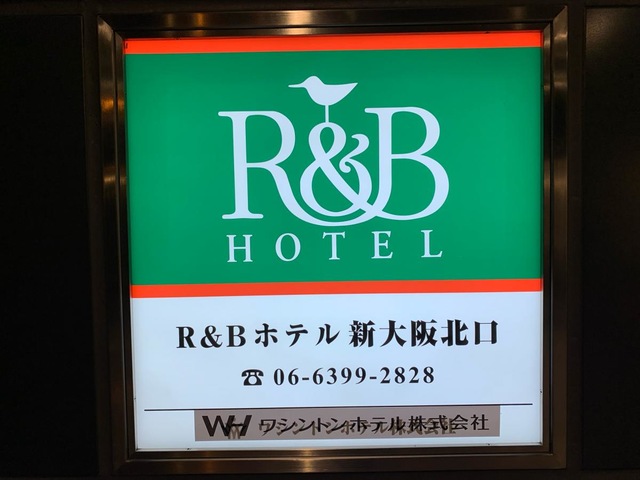 R&B
HOTEL
R&Bホテル 新大阪北口
☎ 06-6399-2828
WH ワシントンホテル株式会社